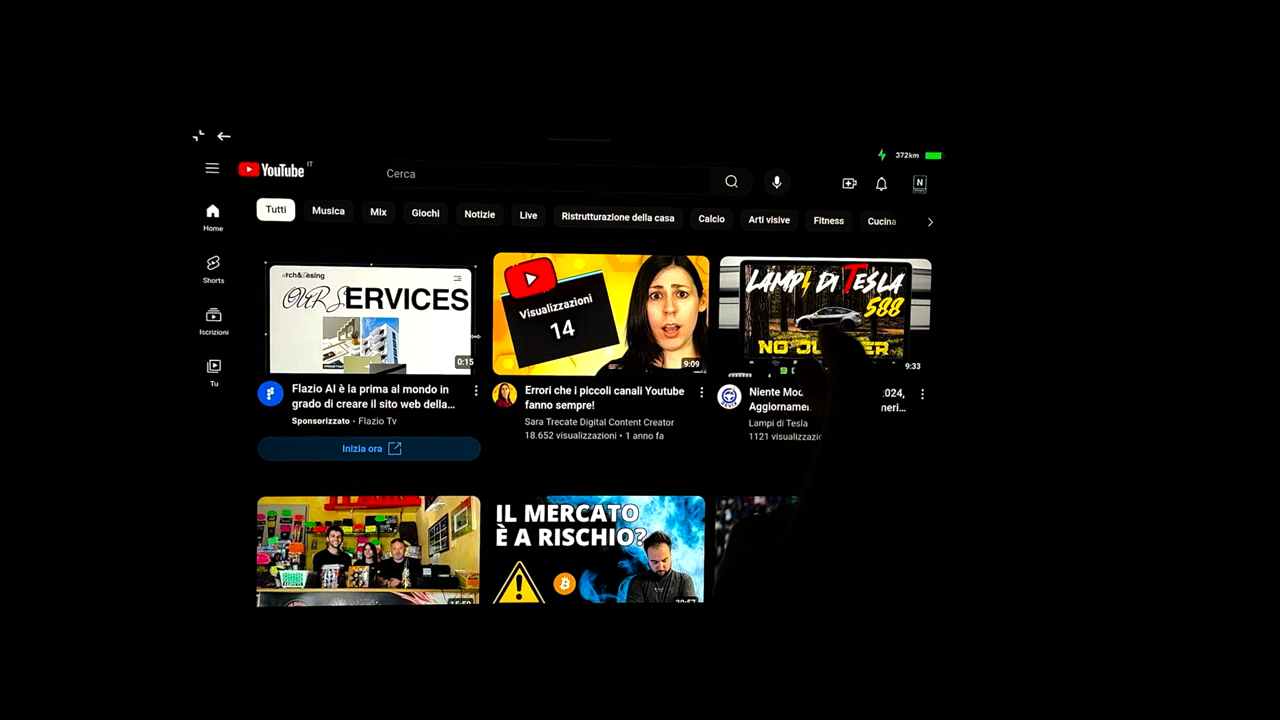 372km
YouTube IT
Cerca
N
Tutti
Musica
Mix
Giochi
Notizie
Live
Ristrutturazione della casa
Calcio
Arti visive
Fitness
Cucina
Home
Shorts
Iscrizioni
Tu
OUR SERVICES
0:15
Visualizzazioni
14
9:09
LAMPI DI TESLA
588
9:33
Flazio AI è la prima al mondo in
grado di creare il sito web della...
Sponsorizzato • Flazio Tv
Inizia ora
Errori che i piccoli canali Youtube
fanno sempre!
Sara Trecate Digital Content Creator
18.652 visualizzazioni • 1 anno fa
Niente
Lampi di Tesla
1121
IL MERCATO
È A RISCHIO?